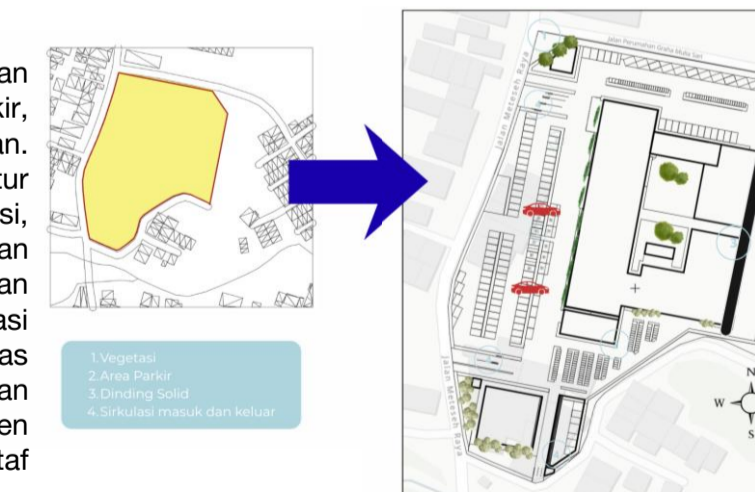 an
kir,
an.
tur
si,
an
an
asi
as
an
en
taf
1. Vegetasi
2. Area Parkir
3. Dinding Solid
4. Sirkulasi masuk dan keluar
Jalan Perumahan Graha Mulia Sari
Jalan Meteseh Raya
3
Jalan Meteseh Raya
N
W
S